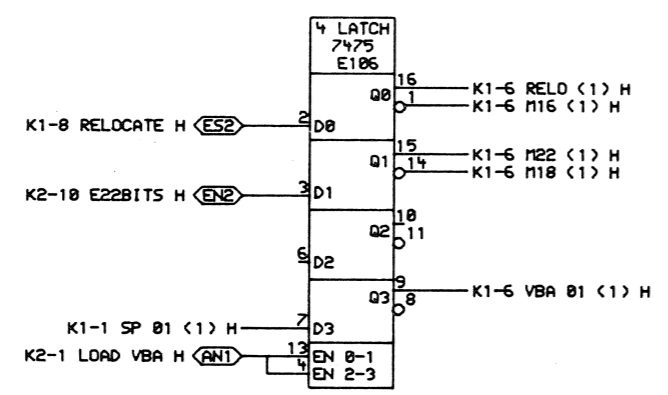 4 LATCH
7475
E106
16
Q0
K1-6 RELO (1) H
1
K1-6 M16 (1) H
2
K1-8 RELOCATE H ES2
D0
15
Q1
K1-6 M22 (1) H
14
K1-6 M18 (1) H
3
K2-10 E22BITS H EN2
D1
10
Q2
11
6
D2
9
Q3
K1-6 VBA 01 (1) H
8
7
K1-1 SP 01 (1) H
D3
13
K2-1 LOAD VBA H AN1
EN 0-1
4
EN 2-3